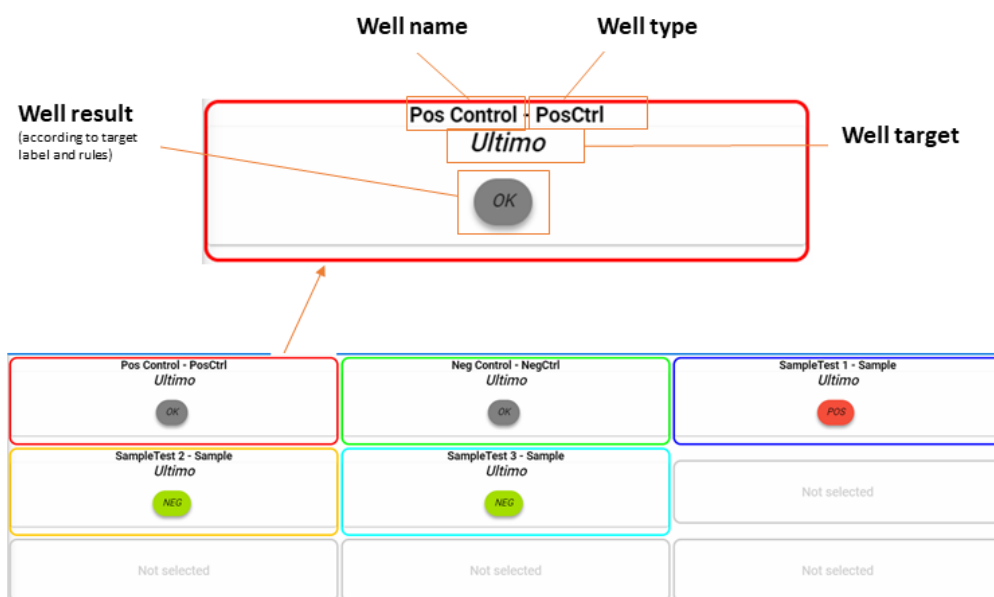 Well name
Well type
Well result
(according to target
label and rules)
Pos Control - PosCtrl
Ultimo
Well target
OK
Pos Control - PosCtrl
Ultimo
OK
Neg Control - NegCtrl
Ultimo
OK
SampleTest 1 - Sample
Ultimo
POS
SampleTest 2 - Sample
Ultimo
NEG
SampleTest 3 - Sample
Ultimo
NEG
Not selected
Not selected
Not selected
Not selected